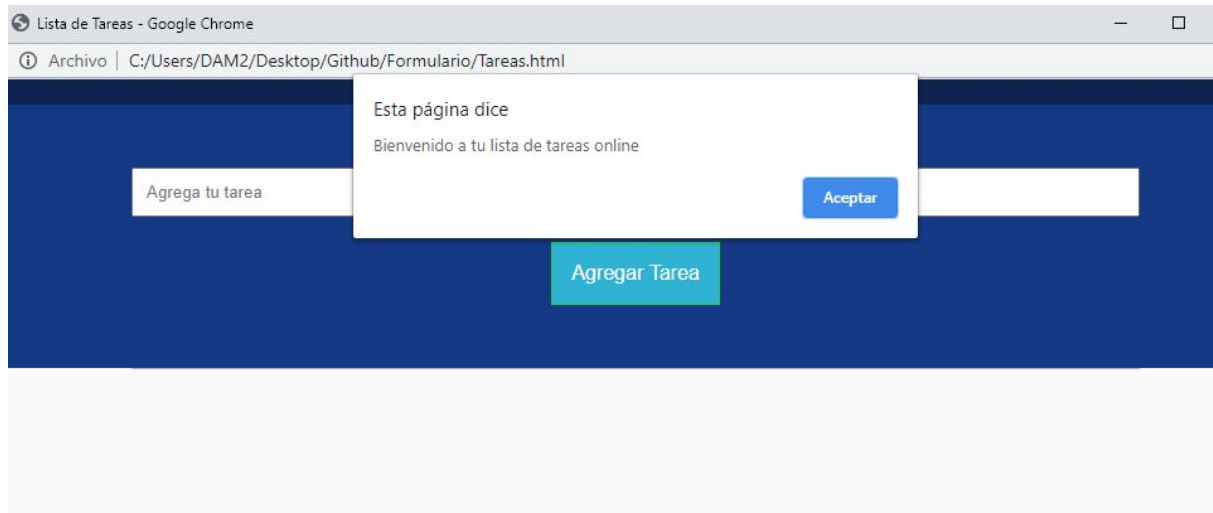 Lista de Tareas - Google Chrome
Archivo | C:/Users/DAM2/Desktop/Github/Formulario/Tareas.html
Esta página dice
Bienvenido a tu lista de tareas online
Agrega tu tarea
Aceptar
Agregar Tarea